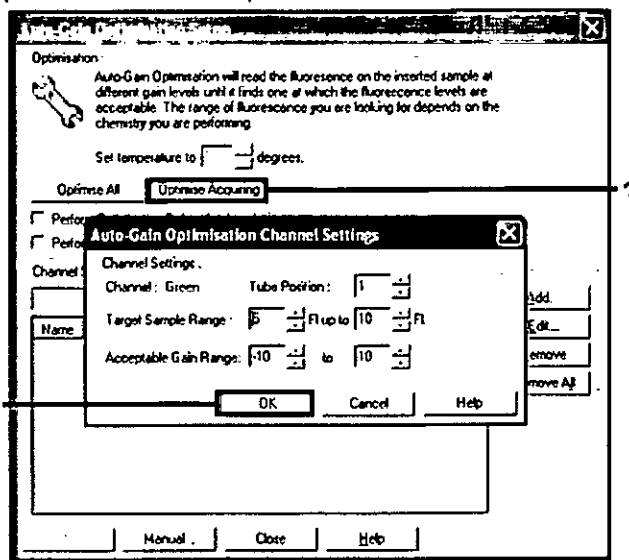 Optimisation
Auto-Gain Optimisation will read the fluoresence on the inserted sample at
different gain levels until it finds one at which the fluorescence levels are
acceptable. The range of fluorescence you are looking for depends on the
chemistry you are performing
Set temperature to degrees.
Optimise All Optimise Acquiring
Auto-Gain Optimisation Channel Settings
Channel Settings
Channel: Green Tube Position: 1
Target Sample Range: 5 Fl up to 10 Fl
Acceptable Gain Range: -10 to 10
OK Cancel Help
Add
Edit...
Name
Manual Close Help